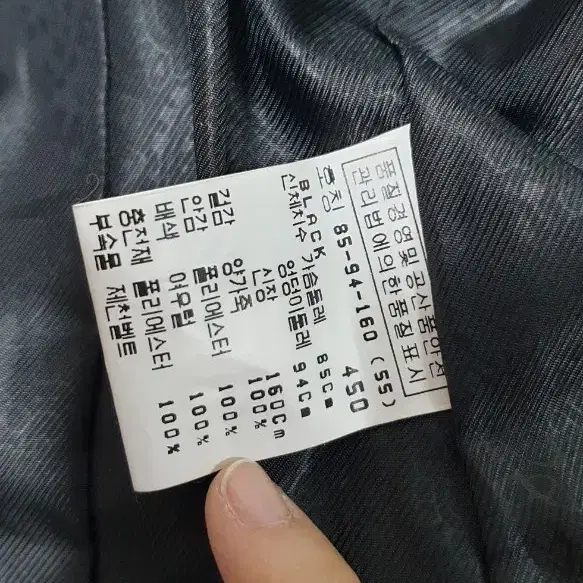 품질경영및 공산품안전
관리법에의한품질표시
호칭 85-94-160 (55)
BLACK 450
신체치수 가슴둘레 85Cm
엉덩이둘레 94Cm
신장 160Cm
겉감 양가죽 100%
안감 폴리에스터 100%
배색 여우털 100%
충전재 폴리에스터 100%
부속물 제천벨트